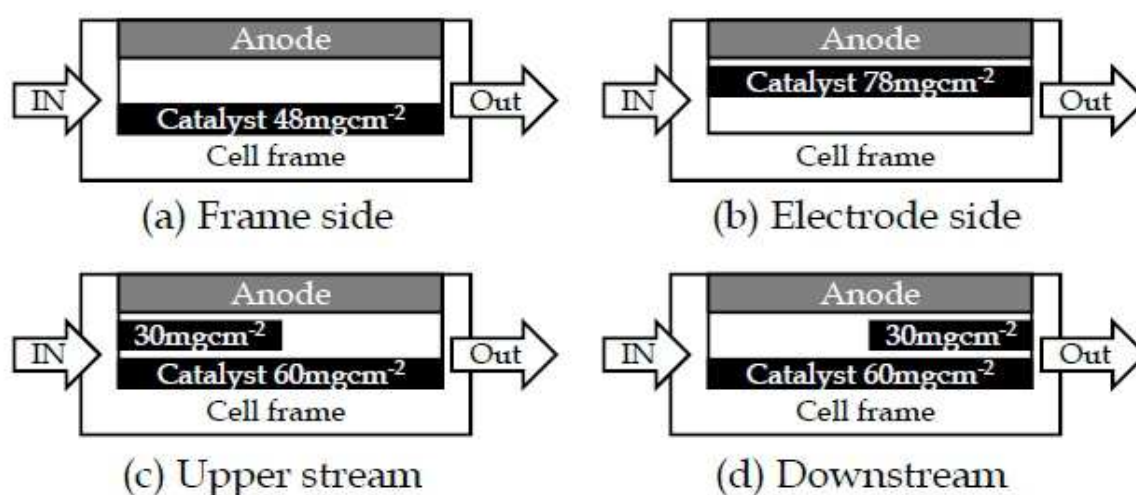 Anode
IN
Catalyst 48mgcm-2
Out
Cell frame
(a) Frame side
Anode
IN
Catalyst 78mgcm-2
Out
Cell frame
(b) Electrode side
Anode
30mgcm-2
IN
Catalyst 60mgcm-2
Out
Cell frame
(c) Upper stream
Anode
30mgcm-2
IN
Catalyst 60mgcm-2
Out
Cell frame
(d) Downstream